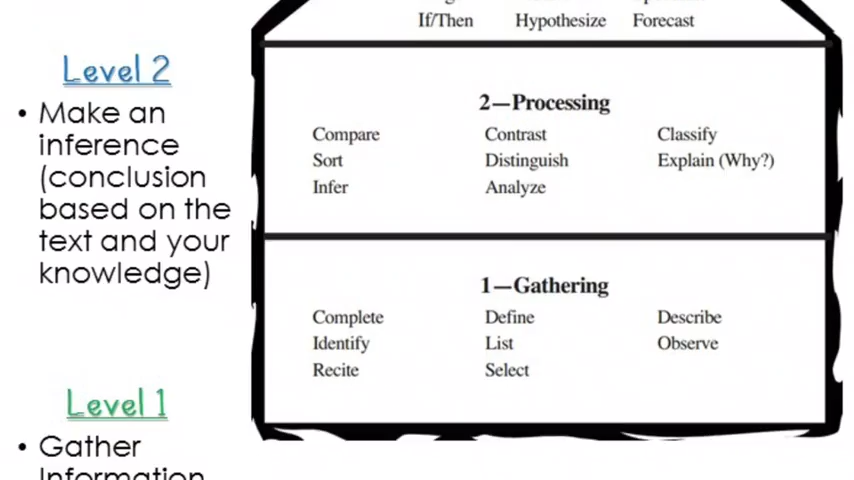 If/Then Hypothesize Forecast
Level 2
• Make an
inference
(conclusion
based on the
text and your
knowledge)
2—Processing
Compare Contrast Classify
Sort Distinguish Explain (Why?)
Infer Analyze
1—Gathering
Complete Define Describe
Identify List Observe
Recite Select
Level 1
• Gather
Information